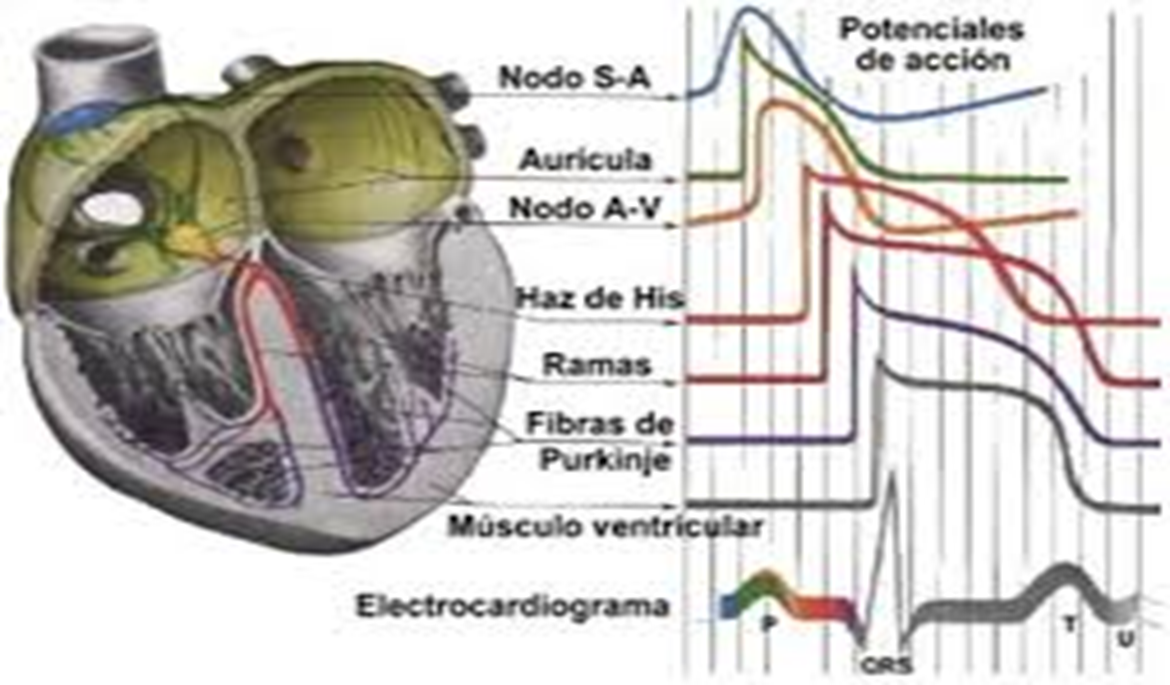 Potenciales
de acción
Nodo S-A
Aurícula
Nodo A-V
Haz de His
Ramas
Fibras de
Purkinje
Músculo ventricular
Electrocardiograma
P
QRS
T
U